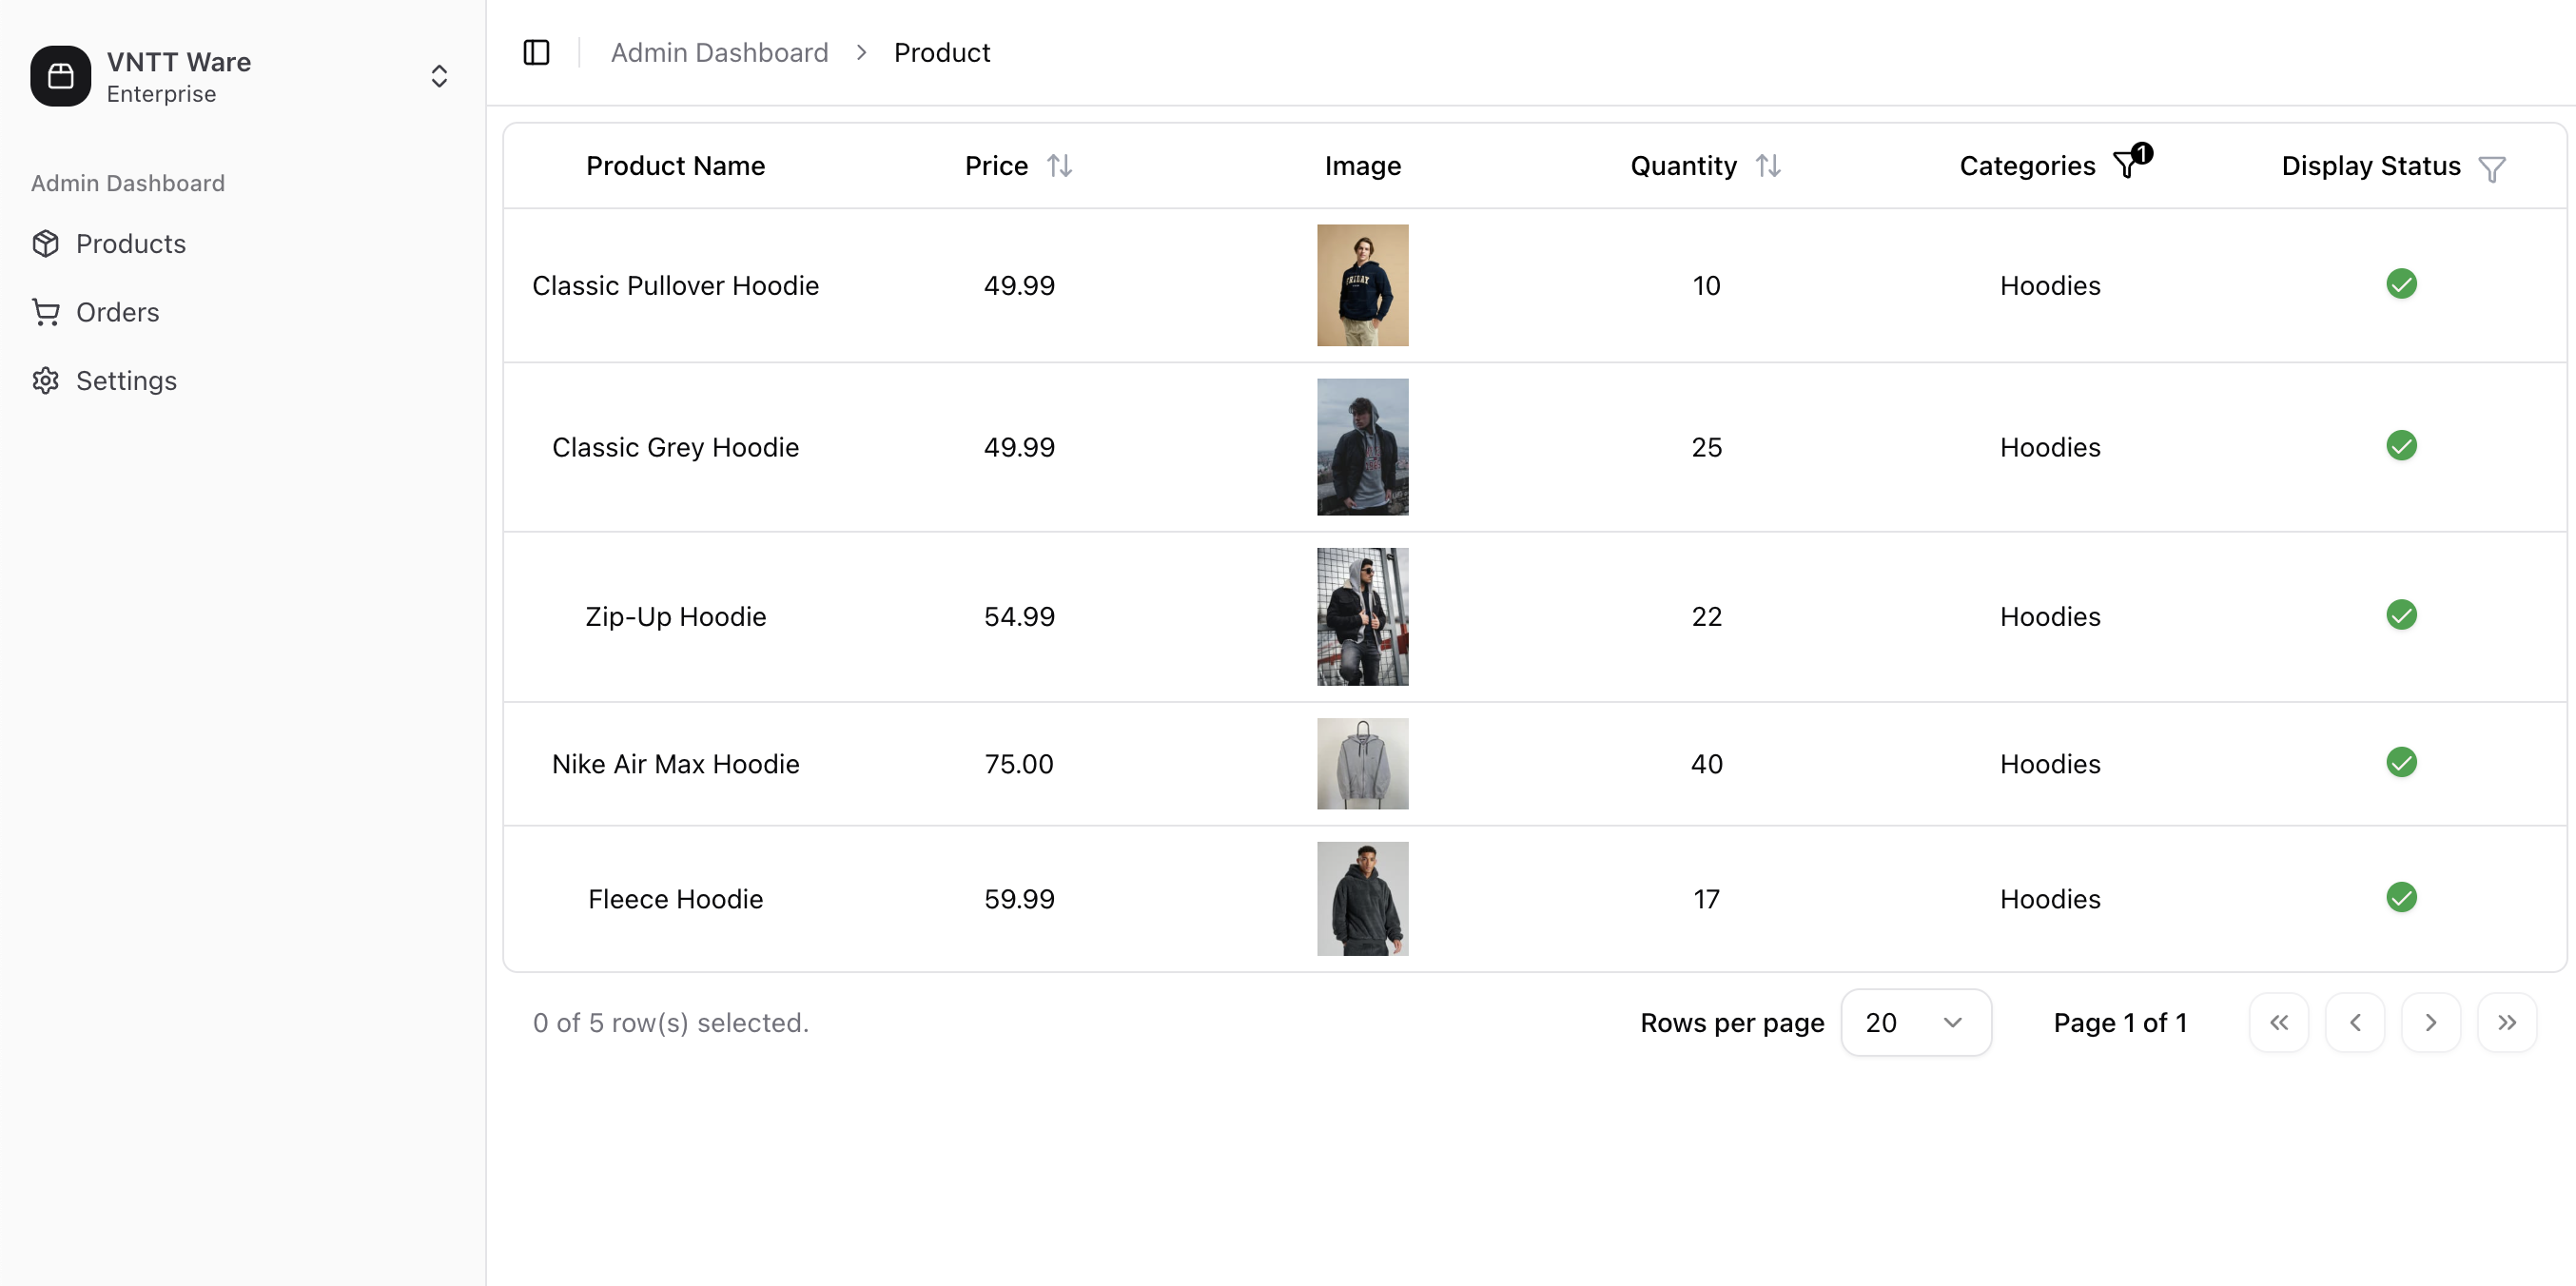 VNTT Ware
Enterprise
Admin Dashboard
Products
Orders
Settings
Admin Dashboard > Product
Product Name Price Image Quantity Categories 1 Display Status
Classic Pullover Hoodie 49.99 10 Hoodies
Classic Grey Hoodie 49.99 25 Hoodies
Zip-Up Hoodie 54.99 22 Hoodies
Nike Air Max Hoodie 75.00 40 Hoodies
Fleece Hoodie 59.99 17 Hoodies
0 of 5 row(s) selected. Rows per page 20 Page 1 of 1